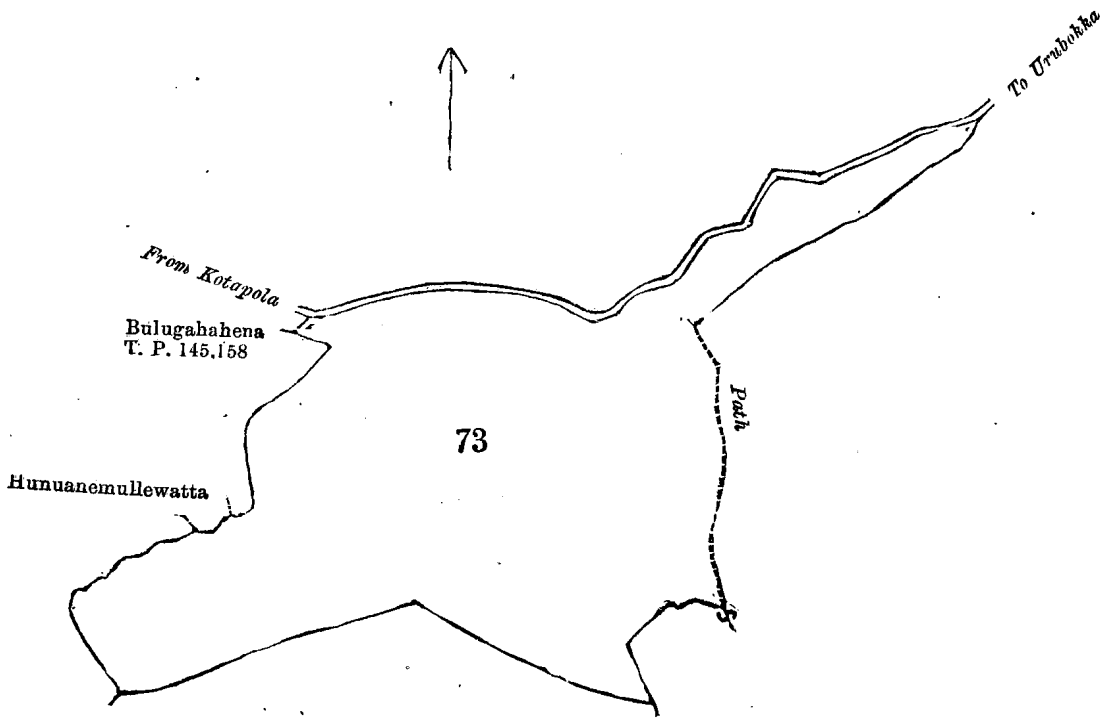 To Urubokka
From Kotapola
Bulugahahena
T. P. 145,158
73
Path
Hunuanemullewatta